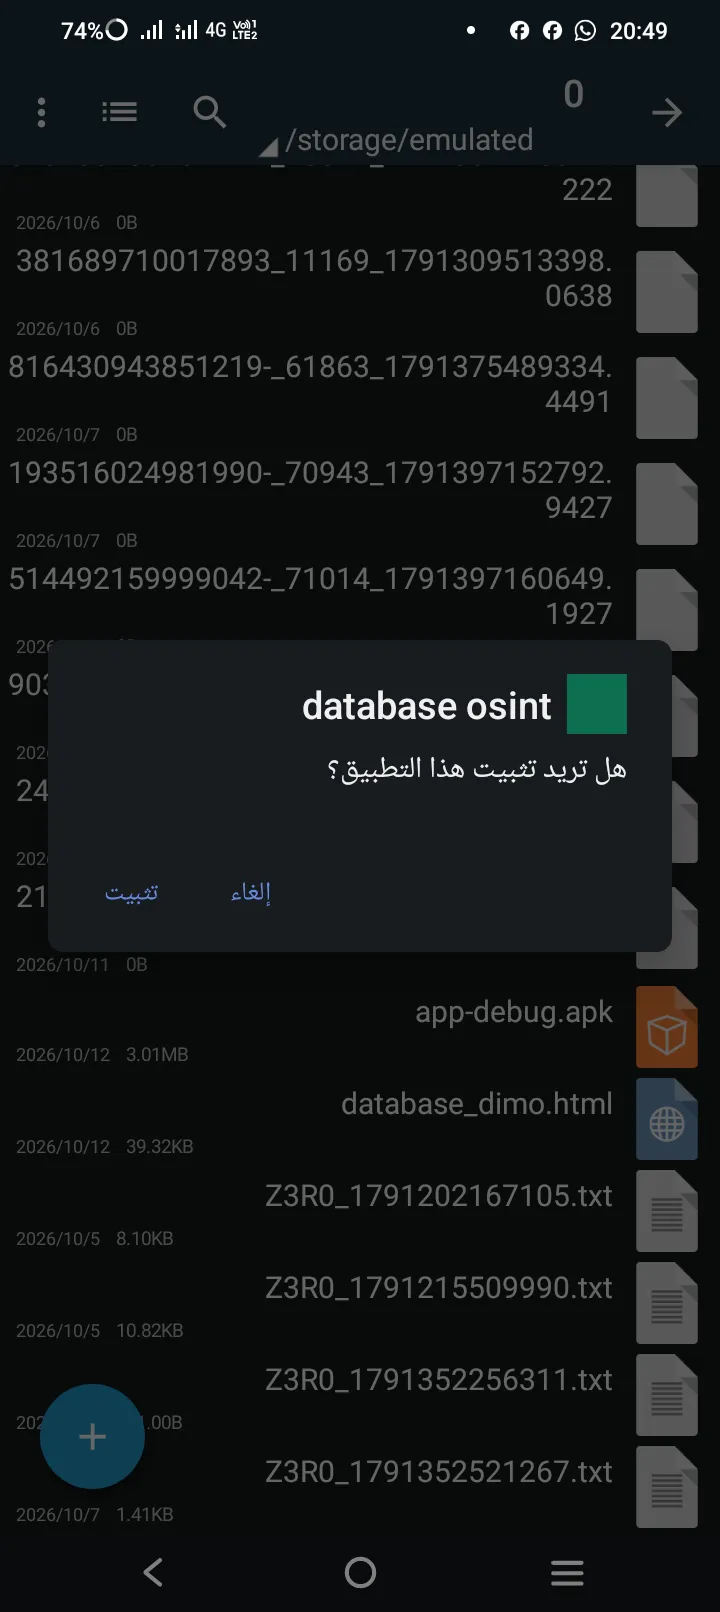 74% 4G VoI1 LTE2 20:49
0
/storage/emulated
222
2026/10/6 0B
381689710017893_11169_1791309513398.
0638
2026/10/6 0B
816430943851219-_61863_1791375489334.
4491
2026/10/7 0B
193516024981990-_70943_1791397152792.
9427
2026/10/7 0B
514492159999042-_71014_1791397160649.
1927
database osint
هل تريد تثبيت هذا التطبيق؟
إلغاء
تثبيت
2026/10/11 0B
app-debug.apk
2026/10/12 3.01MB
database_dimo.html
2026/10/12 39.32KB
Z3R0_1791202167105.txt
2026/10/5 8.10KB
Z3R0_1791215509990.txt
2026/10/5 10.82KB
Z3R0_1791352256311.txt
Z3R0_1791352521267.txt
2026/10/7 1.41KB